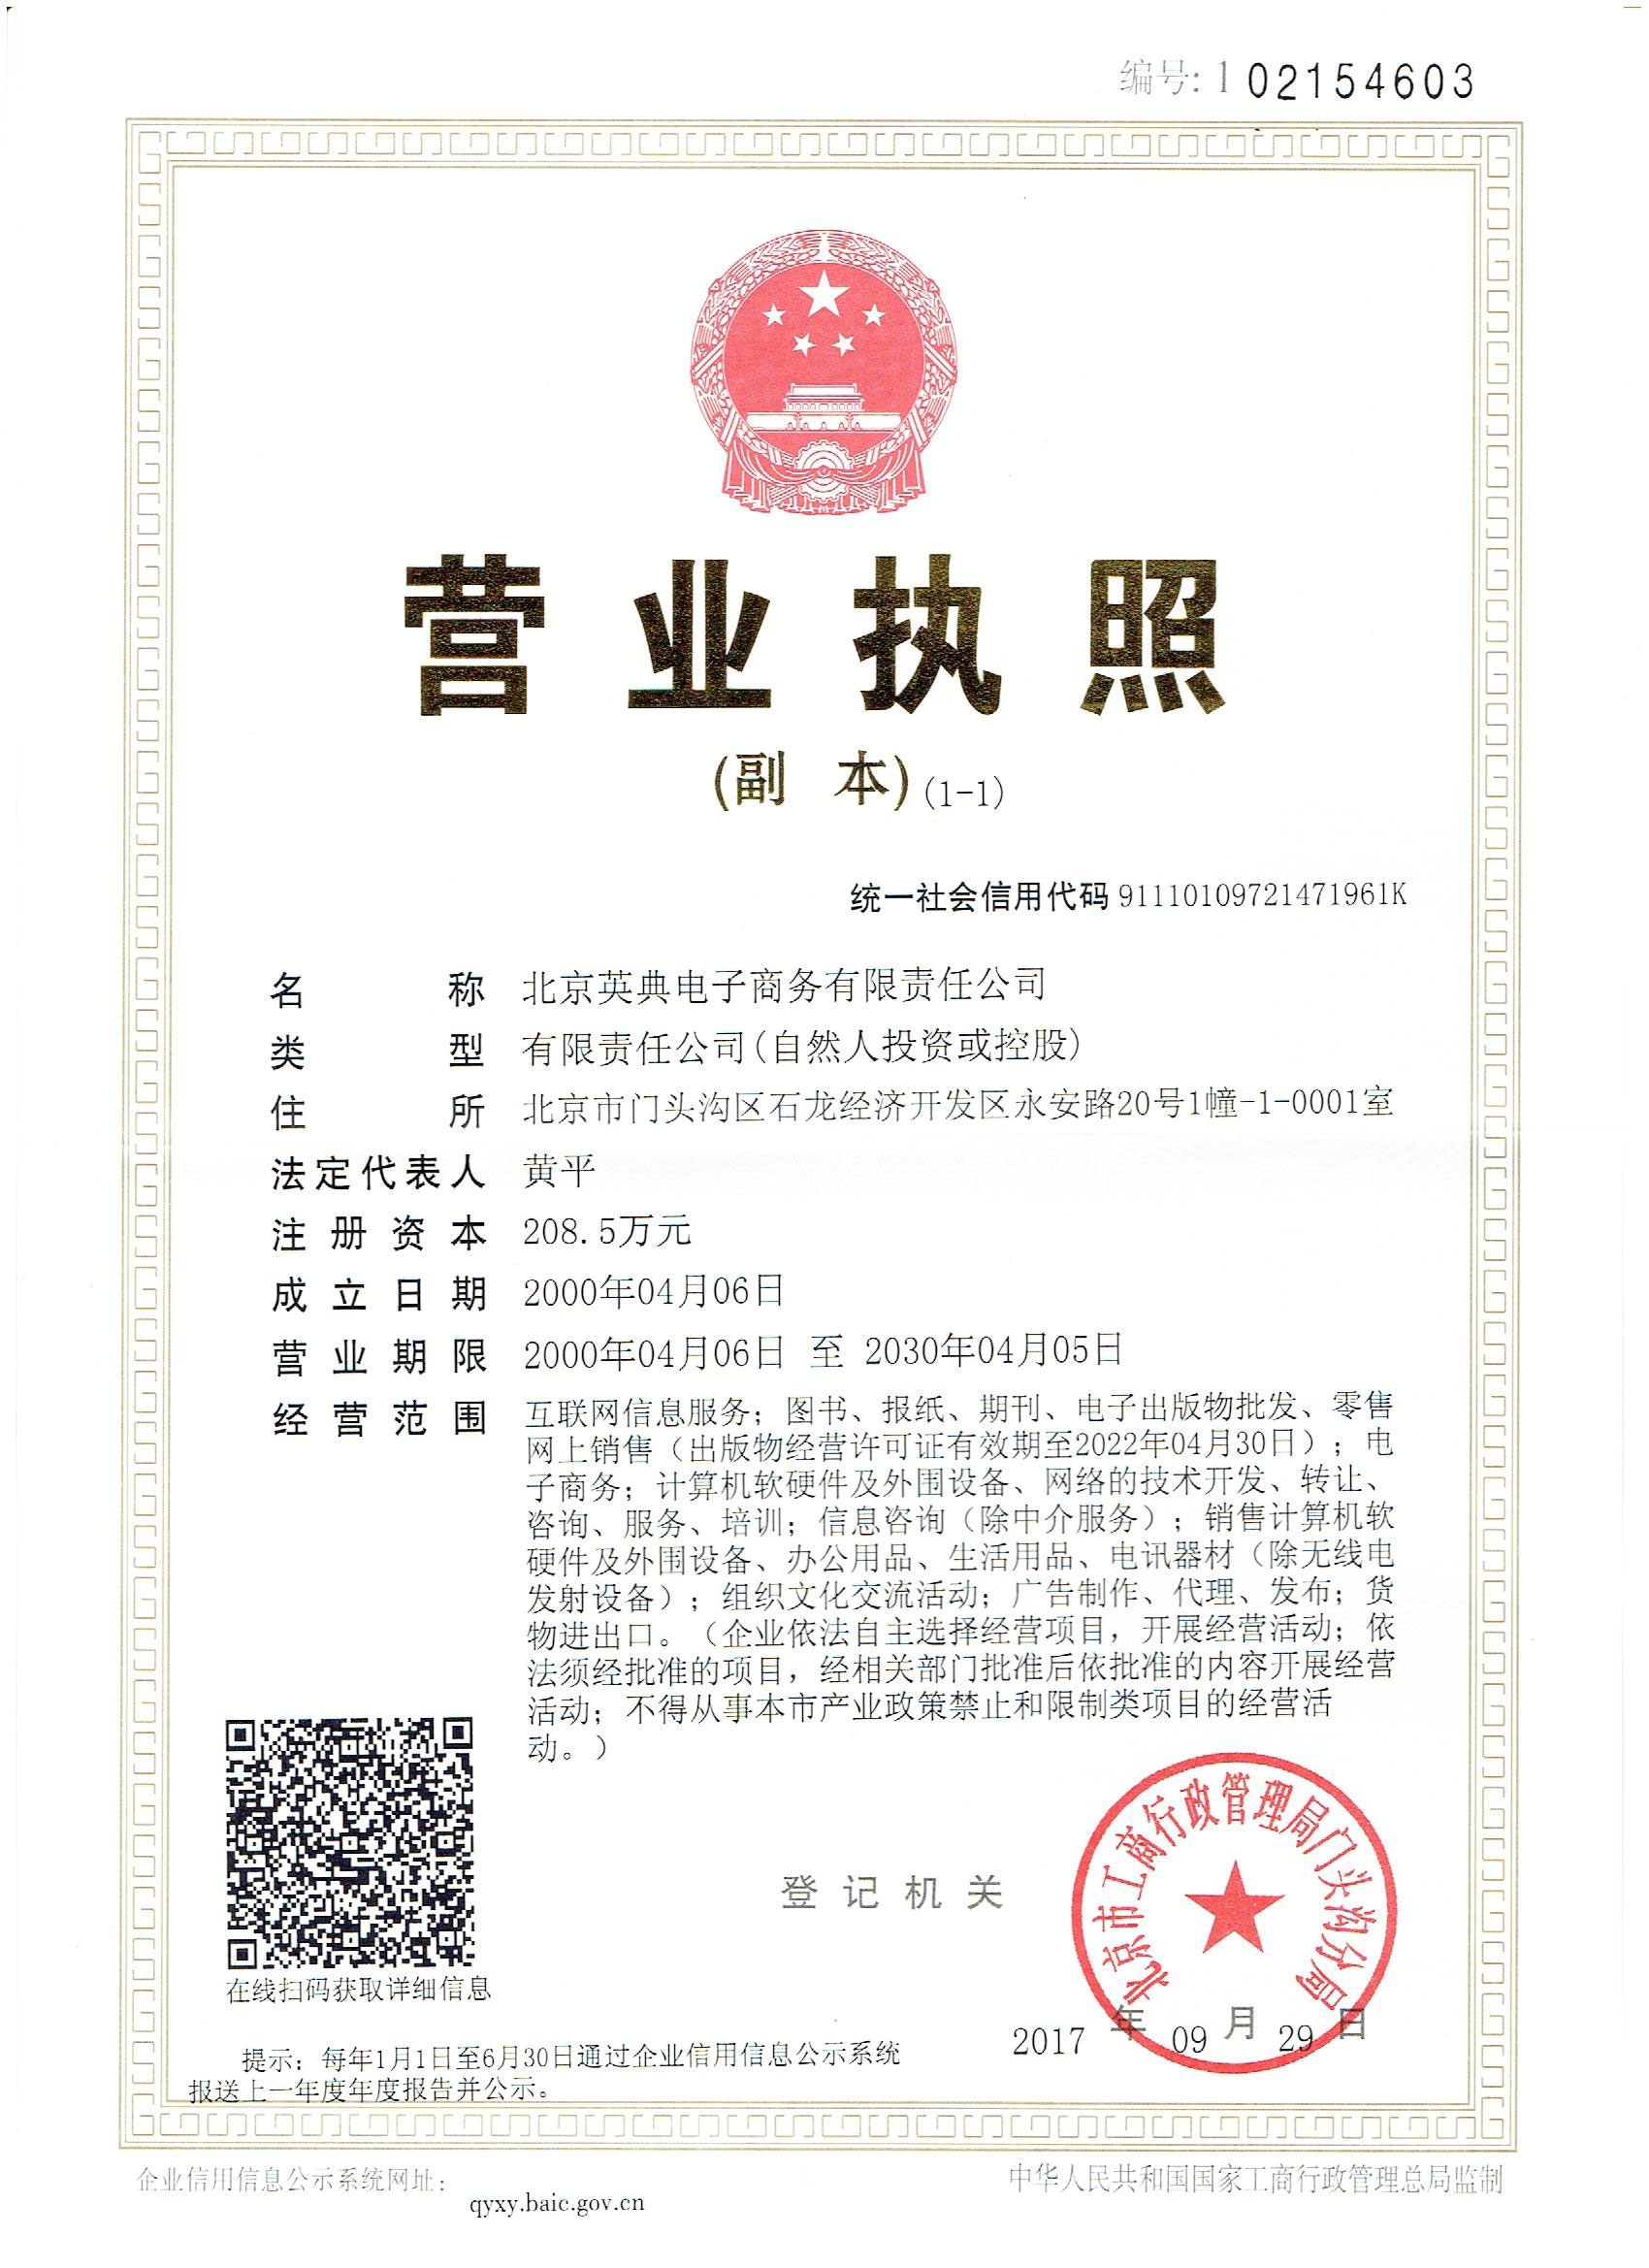 编号: 1 02154603
营业执照
(副 本) (1-1)
统一社会信用代码 91110109721471961K
名 称 北京英典电子商务有限责任公司
类 型 有限责任公司(自然人投资或控股)
住 所 北京市门头沟区石龙经济开发区永安路20号1幢-1-0001室
法定代表人 黄平
注册资本 208.5万元
成立日期 2000年04月06日
营业期限 2000年04月06日 至 2030年04月05日
经营范围 互联网信息服务；图书、报纸、期刊、电子出版物批发、零售
网上销售（出版物经营许可证有效期至2022年04月30日）；电
子商务；计算机软硬件及外围设备、网络的技术开发、转让、
咨询、服务、培训；信息咨询（除中介服务）；销售计算机软
硬件及外围设备、办公用品、生活用品、电讯器材（除无线电
发射设备）；组织文化交流活动；广告制作、代理、发布；货
物进出口。（企业依法自主选择经营项目，开展经营活动；依
法须经批准的项目，经相关部门批准后依批准的内容开展经营
活动；不得从事本市产业政策禁止和限制类项目的经营活
动。）
在线扫码获取详细信息
登记机关
北京市工商行政管理局门头沟分局
2017 年 09 月 29 日
提示：每年1月1日至6月30日通过企业信用信息公示系统
报送上一年度年度报告并公示。
企业信用信息公示系统网址：
qyxy.baic.gov.cn
中华人民共和国国家工商行政管理总局监制